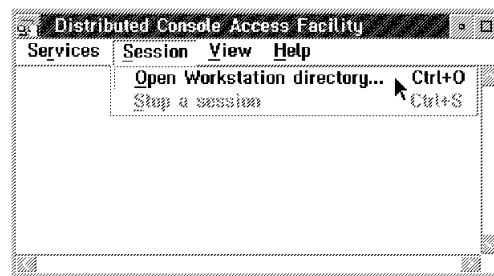 Distributed Console Access Facility
Services Session View Help
Open Workstation directory... Ctrl+O
Stop a session Ctrl+S